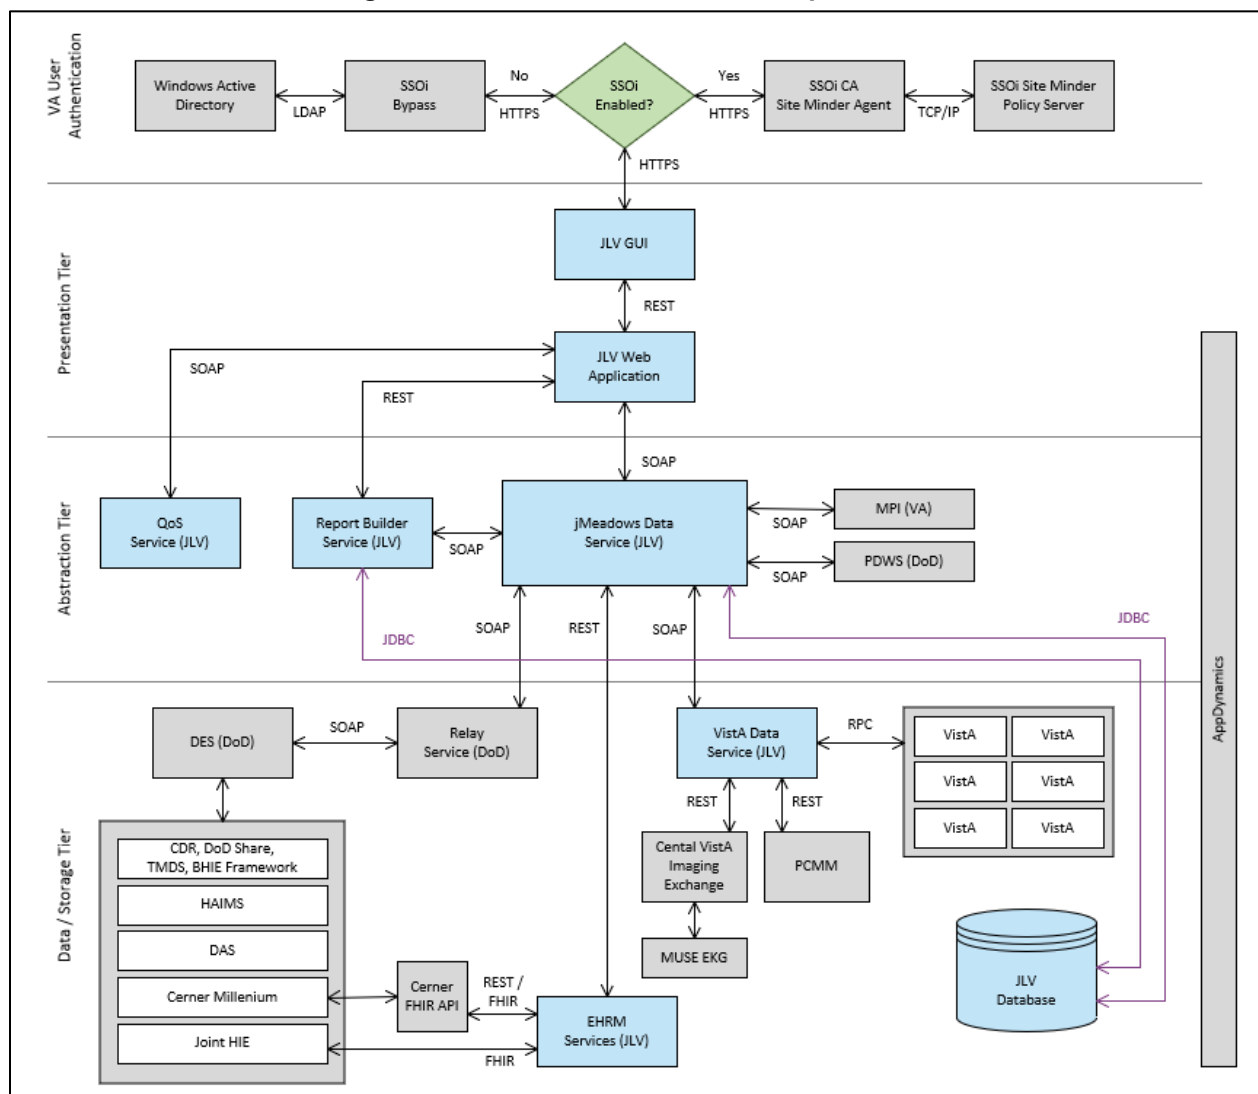 VA User
Authentication
Windows Active
Directory
LDAP
SSOi
Bypass
No
HTTPS
SSOi
Enabled?
Yes
HTTPS
SSOi CA
Site Minder Agent
TCP/IP
SSOi Site Minder
Policy Server
HTTPS
Presentation Tier
JLV GUI
REST
JLV Web
Application
SOAP
REST
SOAP
Abstraction Tier
QoS
Service (JLV)
Report Builder
Service (JLV)
SOAP
jMeadows Data
Service (JLV)
SOAP
MPI (VA)
SOAP
PDWS (DoD)
JDBC
SOAP
REST
SOAP
JDBC
AppDynamics
Data / Storage Tier
DES (DoD)
SOAP
Relay
Service (DoD)
VistA Data
Service (JLV)
RPC
VistA
VistA
VistA
VistA
VistA
VistA
REST
REST
Cental VistA
Imaging
Exchange
PCMM
MUSE EKG
CDR, DoD Share,
TMDS, BHIE Framework
HAIMS
DAS
Cerner Millenium
Joint HIE
Cerner
FHIR API
REST /
FHIR
FHIR
EHRM
Services (JLV)
JLV
Database